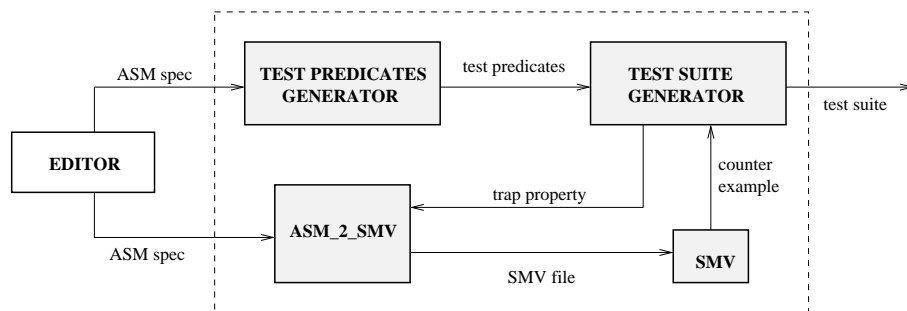 ASM spec
TEST PREDICATES
GENERATOR
test predicates
TEST SUITE
GENERATOR
test suite
EDITOR
counter
example
trap property
ASM_2_SMV
ASM spec
SMV
SMV file